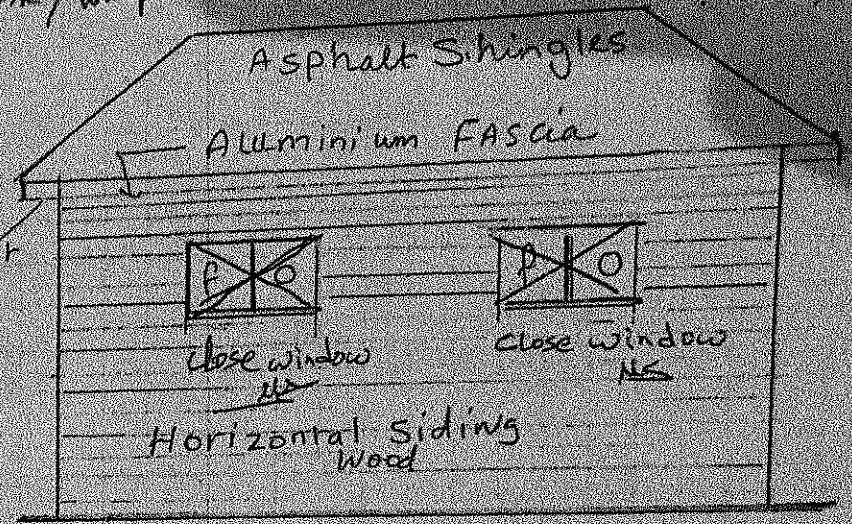 Asphalt Shingles
Aluminium FAScia
r
F O
F O
close window
close window
Horizontal Siding
Wood